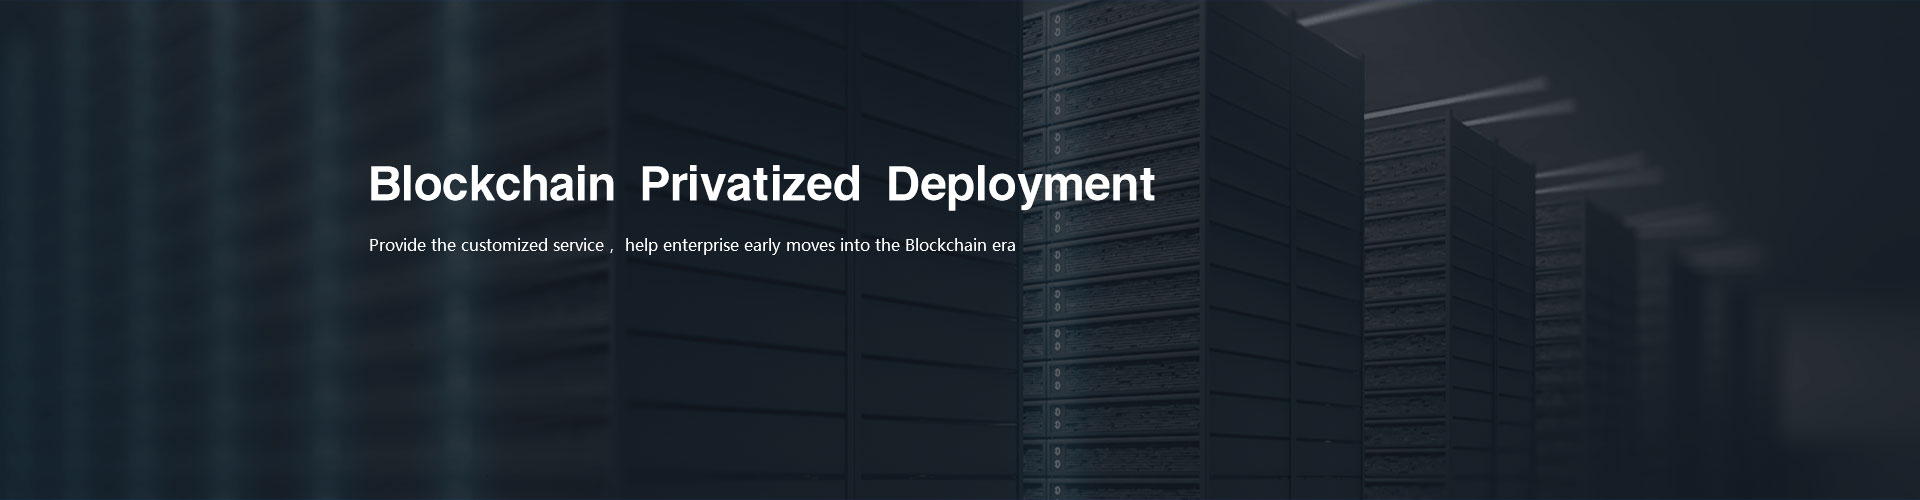 Blockchain Privatized Deployment
Provide the customized service , help enterprise early moves into the Blockchain era